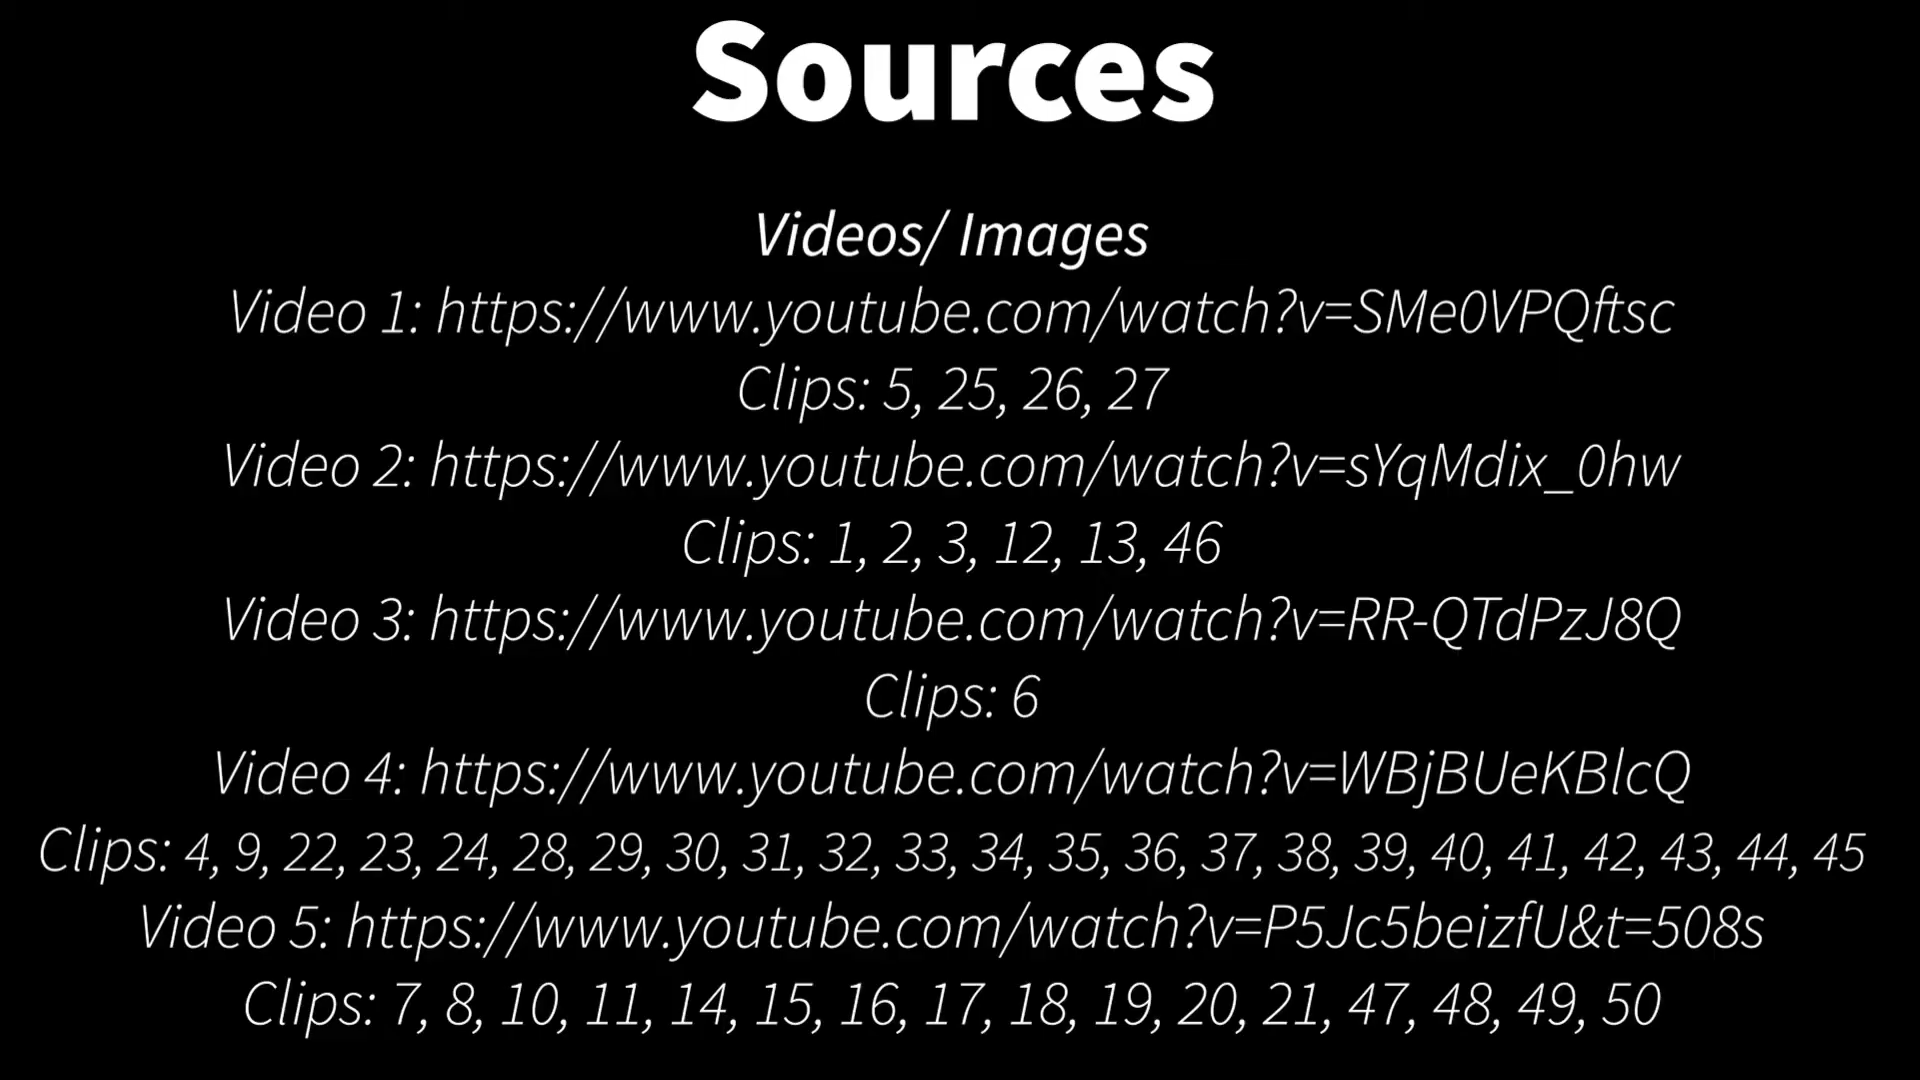 Sources
Videos/ Images
Video 1: https://www.youtube.com/watch?v=SMe0VPQftsc
Clips: 5, 25, 26, 27
Video 2: https://www.youtube.com/watch?v=sYqMdix_0hw
Clips: 1, 2, 3, 12, 13, 46
Video 3: https://www.youtube.com/watch?v=RR-QTdPzJ8Q
Clips: 6
Video 4: https://www.youtube.com/watch?v=WBjBUeKBlcQ
Clips: 4, 9, 22, 23, 24, 28, 29, 30, 31, 32, 33, 34, 35, 36, 37, 38, 39, 40, 41, 42, 43, 44, 45
Video 5: https://www.youtube.com/watch?v=P5Jc5beizfU&t=508s
Clips: 7, 8, 10, 11, 14, 15, 16, 17, 18, 19, 20, 21, 47, 48, 49, 50